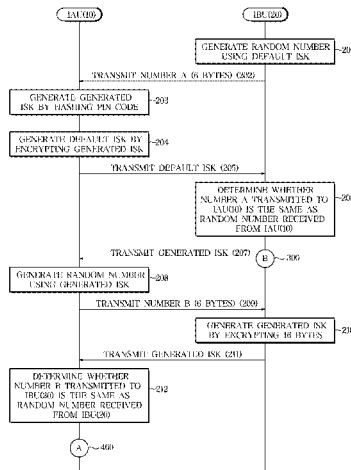 IAU(10)
IBU(20)
GENERATE RANDOM NUMBER
USING DEFAULT ISK
TRANSMIT NUMBER A (6 BYTES) (202)
GENERATE GENERATED
ISK BY HASHING PIN CODE
203
GENERATE DEFAULT ISK BY
ENCRYPTING GENERATED ISK
204
TRANSMIT DEFAULT ISK (205)
DETERMINE WHETHER
NUMBER A TRANSMITTED TO
IAU(10) IS THE SAME AS
RANDOM NUMBER RECEIVED
FROM IAU(10)
TRANSMIT GENERATED ISK (207)
B
300
GENERATE RANDOM NUMBER
USING GENERATED ISK
208
TRANSMIT NUMBER B (6 BYTES) (209)
GENERATE GENERATED ISK
BY ENCRYPTING 16 BYTES
TRANSMIT GENERATED ISK (211)
DETERMINE WHETHER
NUMBER B TRANSMITTED TO
IBU(20) IS THE SAME AS
RANDOM NUMBER RECEIVED
FROM IBU(20)
212
A
400